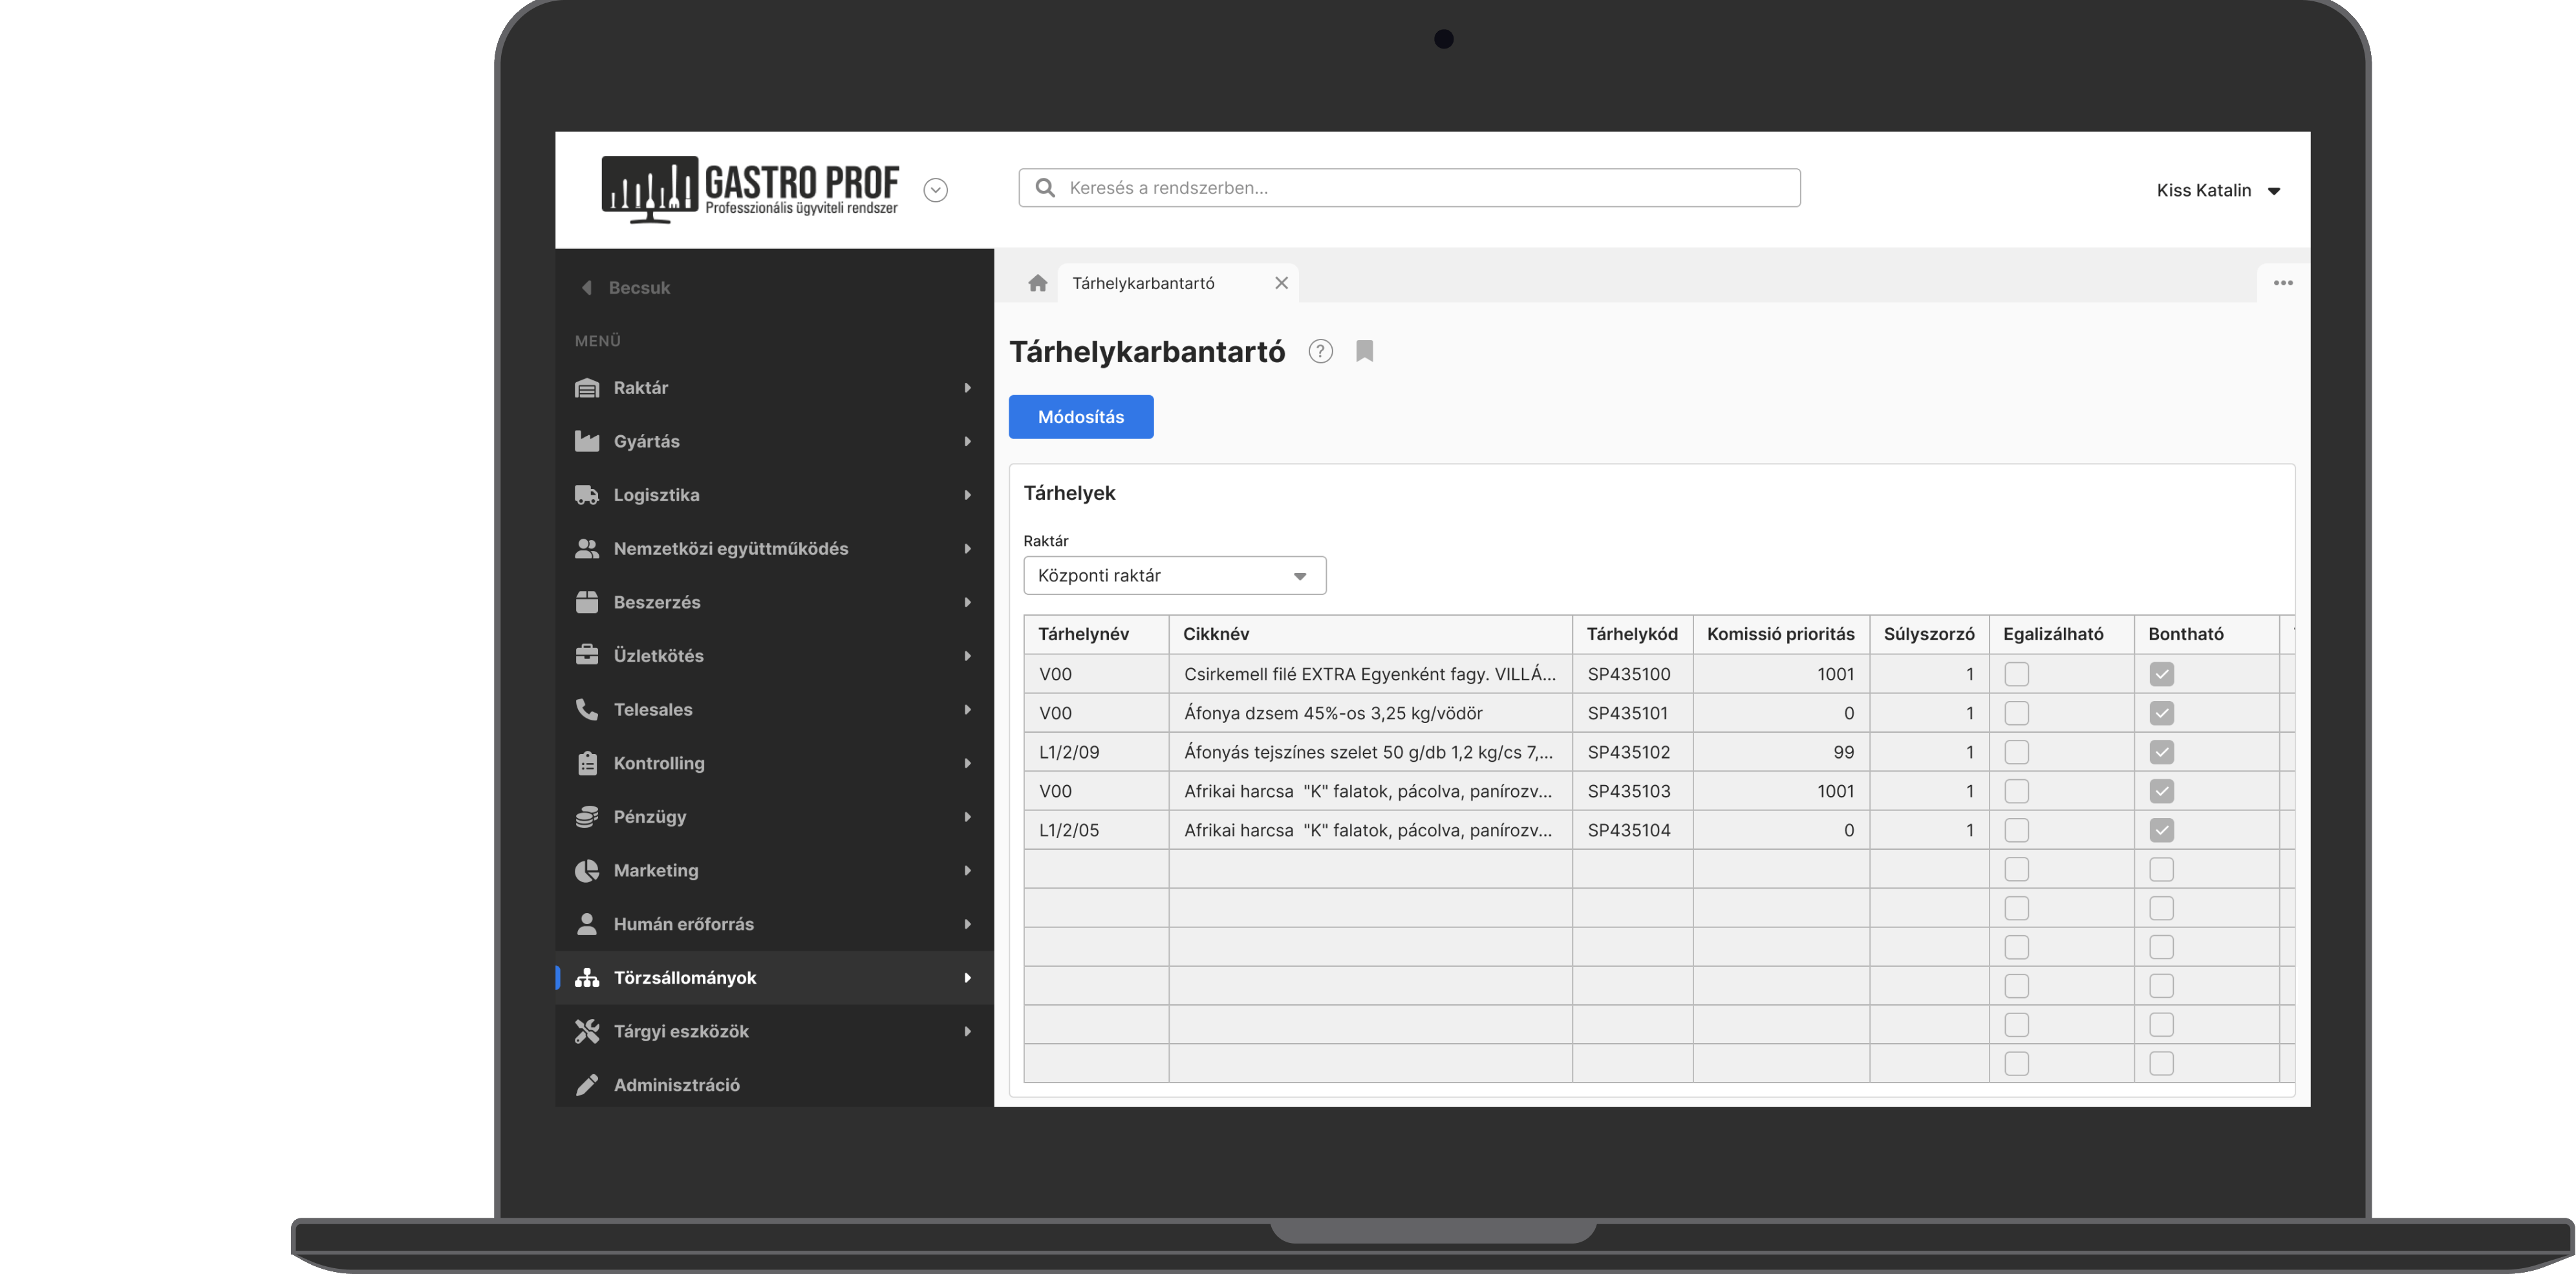 GASTRO PROF
Professzionális ügyviteli rendszer
Keresés a rendszerben...
Kiss Katalin
Becsuk
MENÜ
Raktár
Gyártás
Logisztika
Nemzetközi együttműködés
Beszerzés
Üzletkötés
Telesales
Kontrolling
Pénzügy
Marketing
Humán erőforrás
Törzsállományok
Tárgyi eszközök
Adminisztráció
Tárhelykarbantartó
Tárhelykarbantartó ?
Módosítás
Tárhelyek
Raktár
Központi raktár
Tárhelynév Cikknév Tárhelykód Komissió prioritás Súlyszorzó Egalizálható Bontható
V00 Csirkemell filé EXTRA Egyenként fagy. VILLÁ... SP435100 1001 1
V00 Áfonya dzsem 45%-os 3,25 kg/vödör SP435101 0 1
L1/2/09 Áfonyás tejszínes szelet 50 g/db 1,2 kg/cs 7,... SP435102 99 1
V00 Afrikai harcsa "K" falatok, pácolva, panírozv... SP435103 1001 1
L1/2/05 Afrikai harcsa "K" falatok, pácolva, panírozv... SP435104 0 1